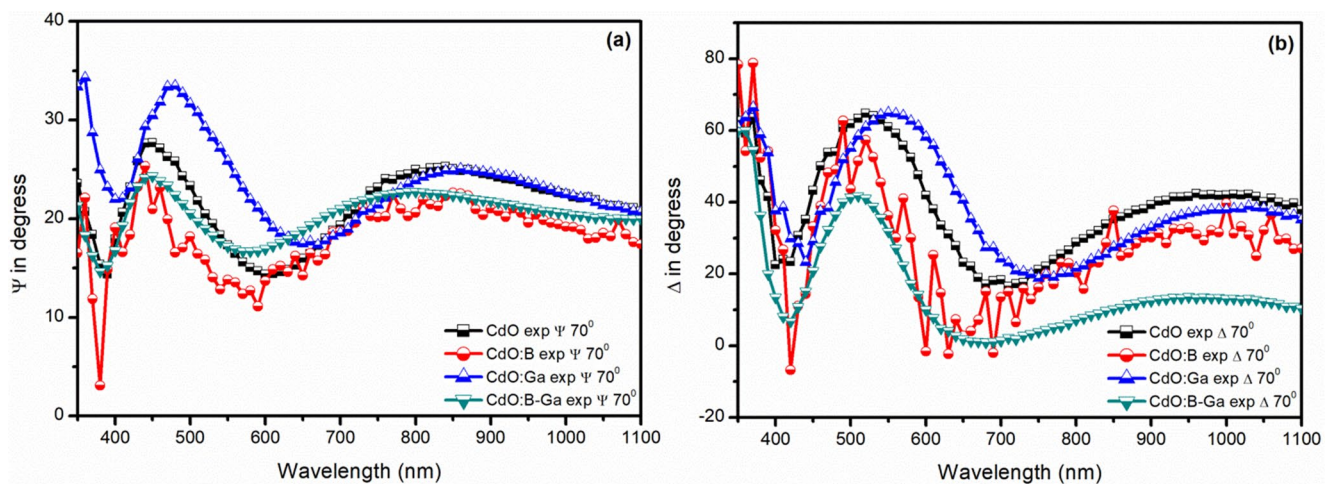 (a)
40
30
20
10
0
Ψ in degress
400 500 600 700 800 900 1000 1100
Wavelength (nm)
CdO exp Ψ 70⁰
CdO:B exp Ψ 70⁰
CdO:Ga exp Ψ 70⁰
CdO:B-Ga exp Ψ 70⁰
(b)
80
60
40
20
0
-20
Δ in degress
400 500 600 700 800 900 1000 1100
Wavelength (nm)
CdO exp Δ 70⁰
CdO:B exp Δ 70⁰
CdO:Ga exp Δ 70⁰
CdO:B-Ga exp Δ 70⁰